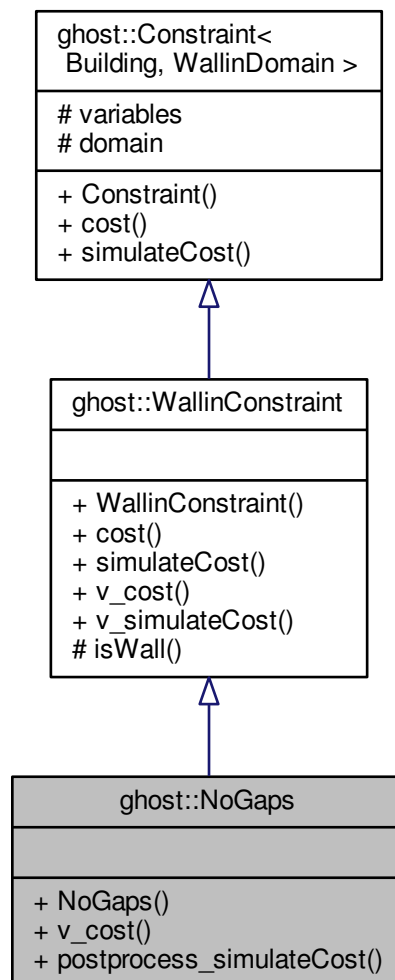 ghost::Constraint<
Building, WallinDomain >
# variables
# domain
+ Constraint()
+ cost()
+ simulateCost()
ghost::WallinConstraint
+ WallinConstraint()
+ cost()
+ simulateCost()
+ v_cost()
+ v_simulateCost()
# isWall()
ghost::NoGaps
+ NoGaps()
+ v_cost()
+ postprocess_simulateCost()